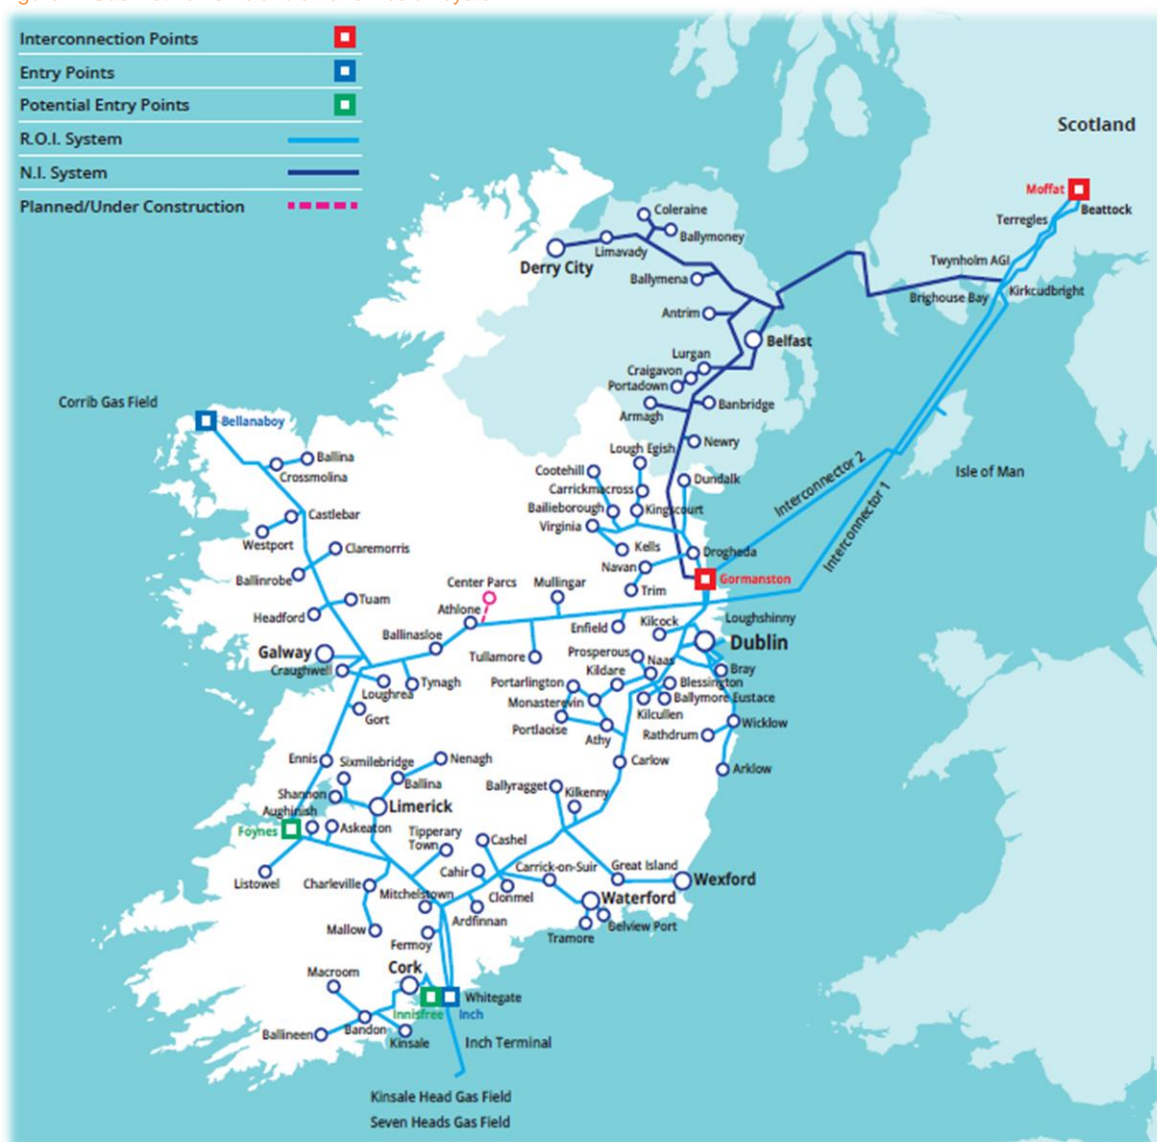 Interconnection Points
Entry Points
Potential Entry Points
R.O.I. System
N.I. System
Planned/Under Construction
Scotland
Moffat
Beattock
Terregles
Twynholm AGI
Brighouse Bay
Kirkcudbright
Coleraine
Ballymoney
Limavady
Derry City
Ballymena
Antrim
Belfast
Lurgan
Craigavon
Portadown
Armagh
Banbridge
Newry
Corrib Gas Field
Bellanaboy
Ballina
Crossmolina
Lough Egish
Cootehill
Dundalk
Carrickmacross
Bailieborough
Kingscourt
Virginia
Interconnector 2
Isle of Man
Interconnector 1
Castlebar
Westport
Claremorris
Kells
Drogheda
Navan
Ballinrobe
Gormanston
Center Parcs
Mullingar
Trim
Tuam
Athlone
Headford
Enfield
Kilcock
Loughshinny
Ballinasloe
Dublin
Galway
Tullamore
Prosperous
Naas
Craughwell
Kildare
Bray
Loughrea
Tynagh
Portarlington
Blessington
Monasterevin
Ballymore Eustace
Gort
Kilcullen
Portlaoise
Athy
Rathdrum
Wicklow
Ennis
Sixmilebridge
Nenagh
Carlow
Arklow
Ballina
Ballyragget
Kilkenny
Shannon
Limerick
Aughinish
Foynes
Askeaton
Tipperary
Town
Cashel
Listowel
Charleville
Cahir
Carrick-on-Suir
Great Island
Wexford
Mitchelstown
Clonmel
Waterford
Ardfinnan
Mallow
Fermoy
Tramore
Belview Port
Cork
Macroom
Whitegate
Innisfree
Inch
Ballineen
Bandon
Kinsale
Inch Terminal
Kinsale Head Gas Field
Seven Heads Gas Field